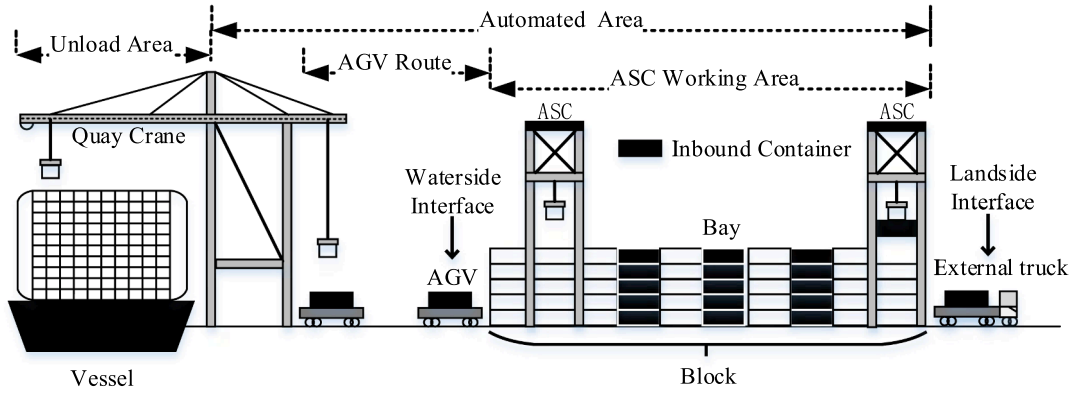 Automated Area
Unload Area
AGV Route
ASC Working Area
ASC
ASC
Quay Crane
Inbound Container
Waterside
Interface
Landside
Interface
Bay
AGV
External truck
Vessel
Block